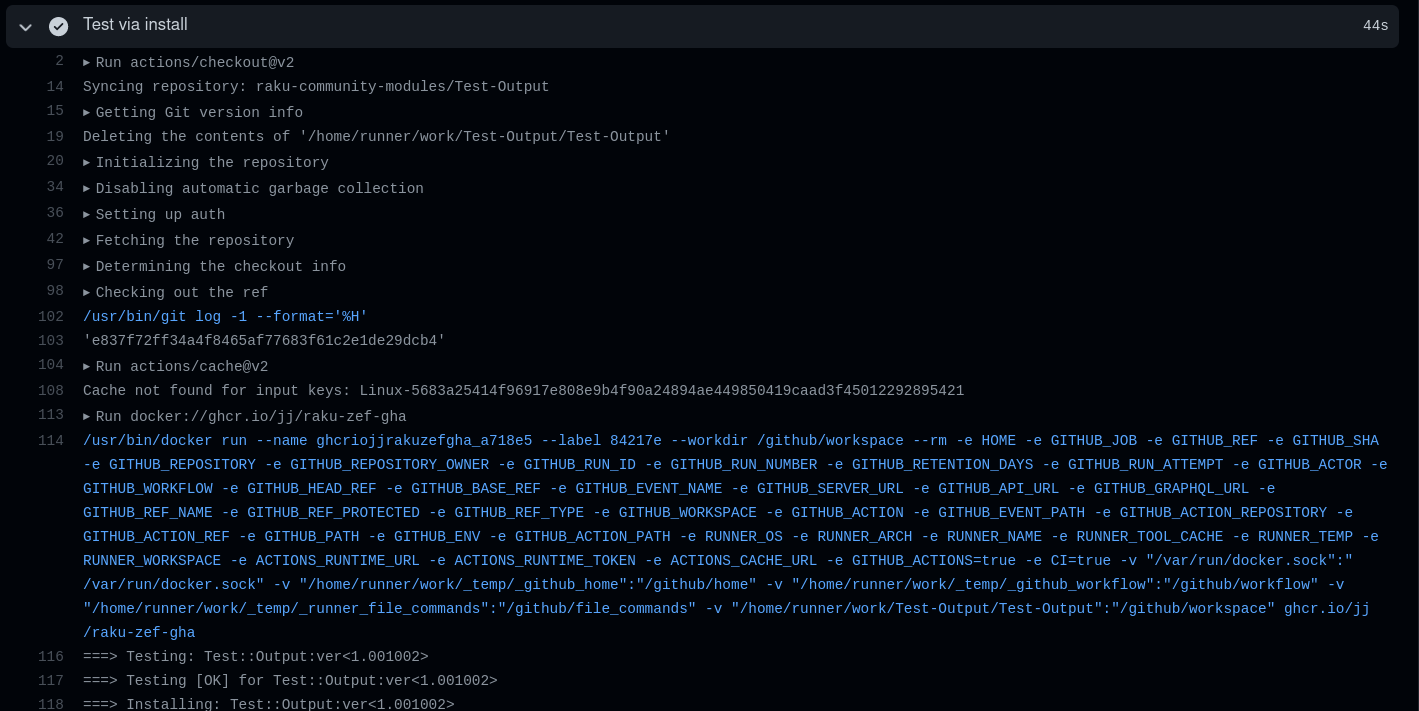 Test via install 44s
2 ▸ Run actions/checkout@v2
14 Syncing repository: raku-community-modules/Test-Output
15 ▸ Getting Git version info
19 Deleting the contents of '/home/runner/work/Test-Output/Test-Output'
20 ▸ Initializing the repository
34 ▸ Disabling automatic garbage collection
36 ▸ Setting up auth
42 ▸ Fetching the repository
97 ▸ Determining the checkout info
98 ▸ Checking out the ref
102 /usr/bin/git log -1 --format='%H'
103 'e837f72ff34a4f8465af77683f61c2e1de29dcb4'
104 ▸ Run actions/cache@v2
108 Cache not found for input keys: Linux-5683a25414f96917e808e9b4f90a24894ae449850419caad3f45012292895421
113 ▸ Run docker://ghcr.io/jj/raku-zef-gha
114 /usr/bin/docker run --name ghcriojjrakuzefgha_a718e5 --label 84217e --workdir /github/workspace --rm -e HOME -e GITHUB_JOB -e GITHUB_REF -e GITHUB_SHA
-e GITHUB_REPOSITORY -e GITHUB_REPOSITORY_OWNER -e GITHUB_RUN_ID -e GITHUB_RUN_NUMBER -e GITHUB_RETENTION_DAYS -e GITHUB_RUN_ATTEMPT -e GITHUB_ACTOR -e
GITHUB_WORKFLOW -e GITHUB_HEAD_REF -e GITHUB_BASE_REF -e GITHUB_EVENT_NAME -e GITHUB_SERVER_URL -e GITHUB_API_URL -e GITHUB_GRAPHQL_URL -e
GITHUB_REF_NAME -e GITHUB_REF_PROTECTED -e GITHUB_REF_TYPE -e GITHUB_WORKSPACE -e GITHUB_ACTION -e GITHUB_EVENT_PATH -e GITHUB_ACTION_REPOSITORY -e
GITHUB_ACTION_REF -e GITHUB_PATH -e GITHUB_ENV -e GITHUB_ACTION_PATH -e RUNNER_OS -e RUNNER_ARCH -e RUNNER_NAME -e RUNNER_TOOL_CACHE -e RUNNER_TEMP -e
RUNNER_WORKSPACE -e ACTIONS_RUNTIME_URL -e ACTIONS_RUNTIME_TOKEN -e ACTIONS_CACHE_URL -e GITHUB_ACTIONS=true -e CI=true -v "/var/run/docker.sock":"
/var/run/docker.sock" -v "/home/runner/work/_temp/_github_home":"/github/home" -v "/home/runner/work/_temp/_github_workflow":"/github/workflow" -v
"/home/runner/work/_temp/_runner_file_commands":"/github/file_commands" -v "/home/runner/work/Test-Output/Test-Output":"/github/workspace" ghcr.io/jj
/raku-zef-gha
116 ===> Testing: Test::Output:ver<1.001002>
117 ===> Testing [OK] for Test::Output:ver<1.001002>
118 ===> Installing: Test::Output:ver<1.001002>